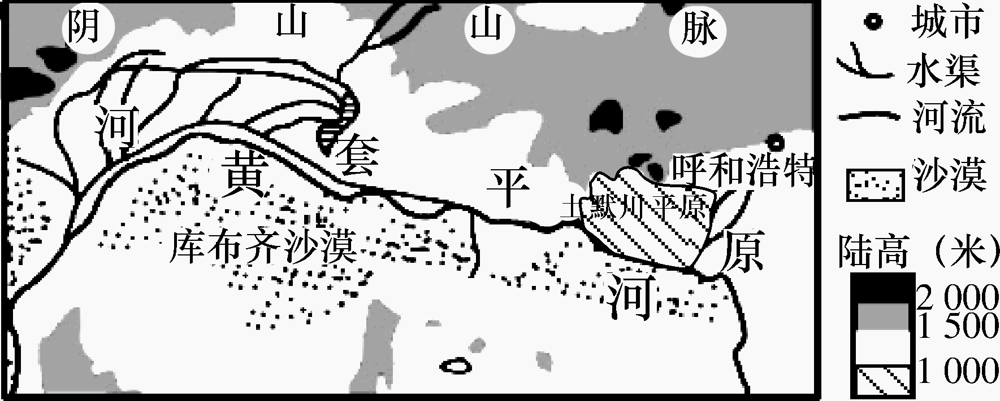 阴 山 山 脉
河 套 平 原
黄 河
呼和浩特
土默川平原
库布齐沙漠
城市
水渠
河流
沙漠
陆高（米）
2 000
1 500
1 000